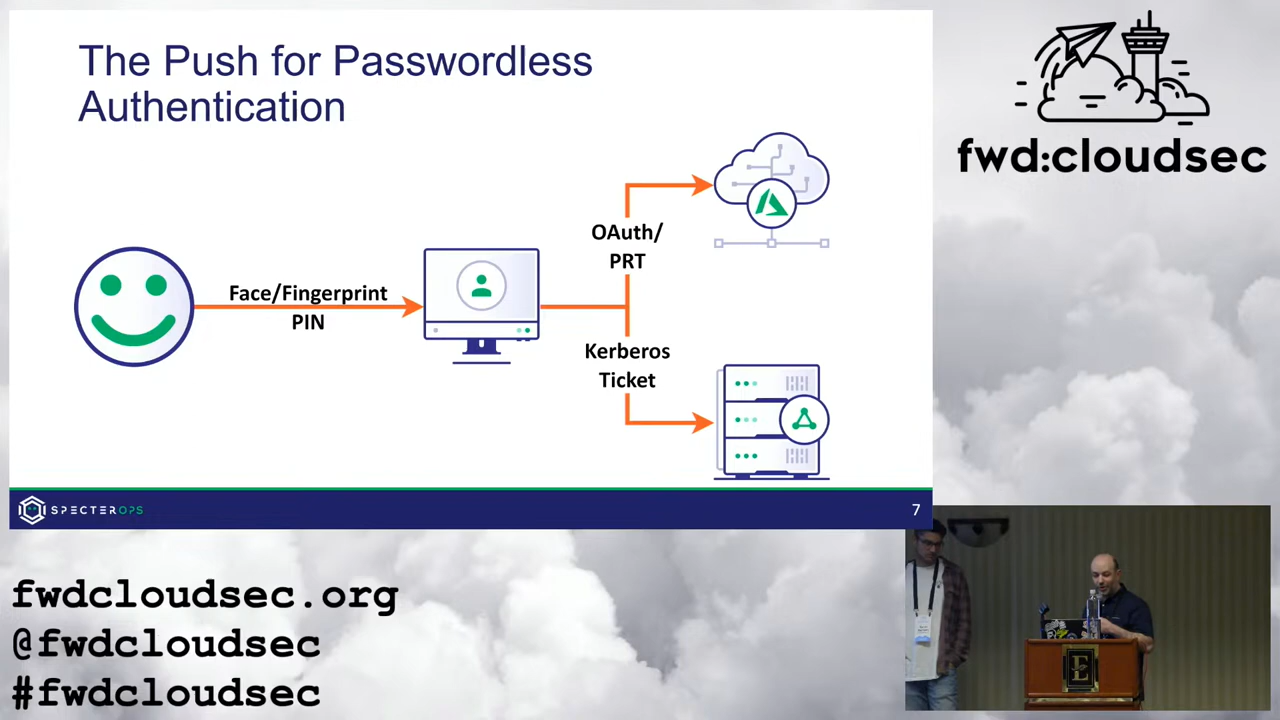 The Push for Passwordless
Authentication
Face/Fingerprint
PIN
OAuth/
PRT
Kerberos
Ticket
SPECTEROPS
7
fwd:cloudsec
fwdcloudsec.org
@fwdcloudsec
#fwdcloudsec
E